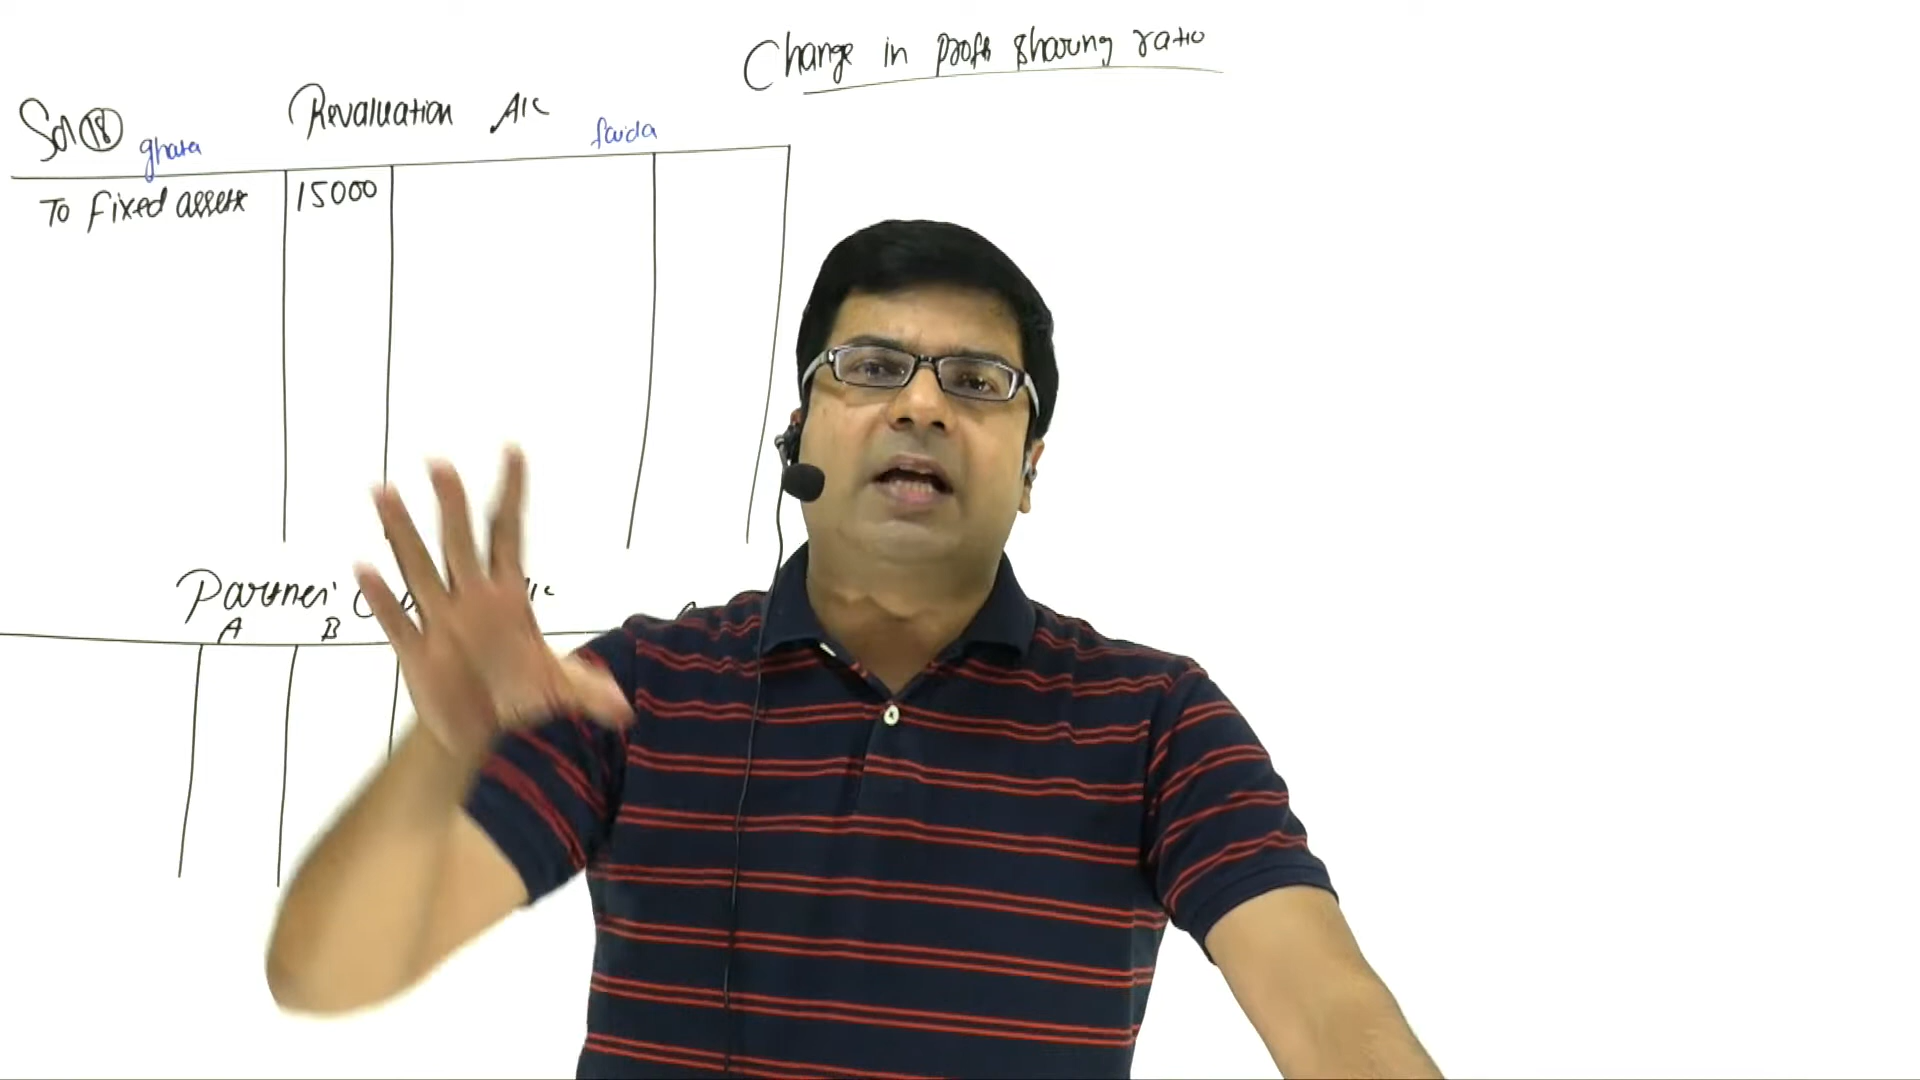 Change in profit sharing ratio
Sol 18 Revaluation A/c
ghata faida
To Fixed assets 15000
Partner'
A B